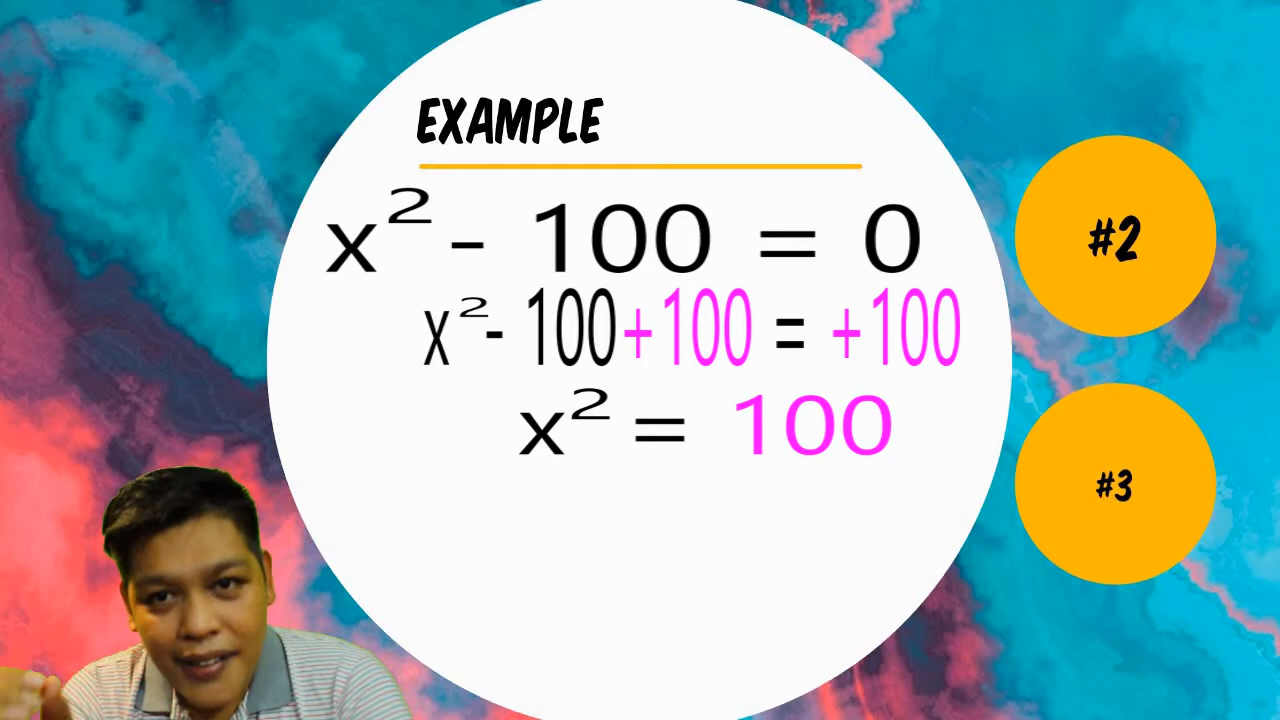 EXAMPLE
x² - 100 = 0
x² - 100 + 100 = + 100
x² = 100
#2
#3